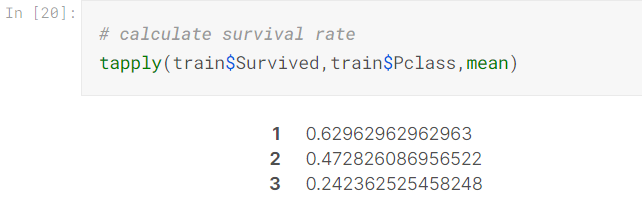 In [20]:
# calculate survival rate
tapply(train$Survived,train$Pclass,mean)
1 0.62962962962963
2 0.472826086956522
3 0.242362525458248